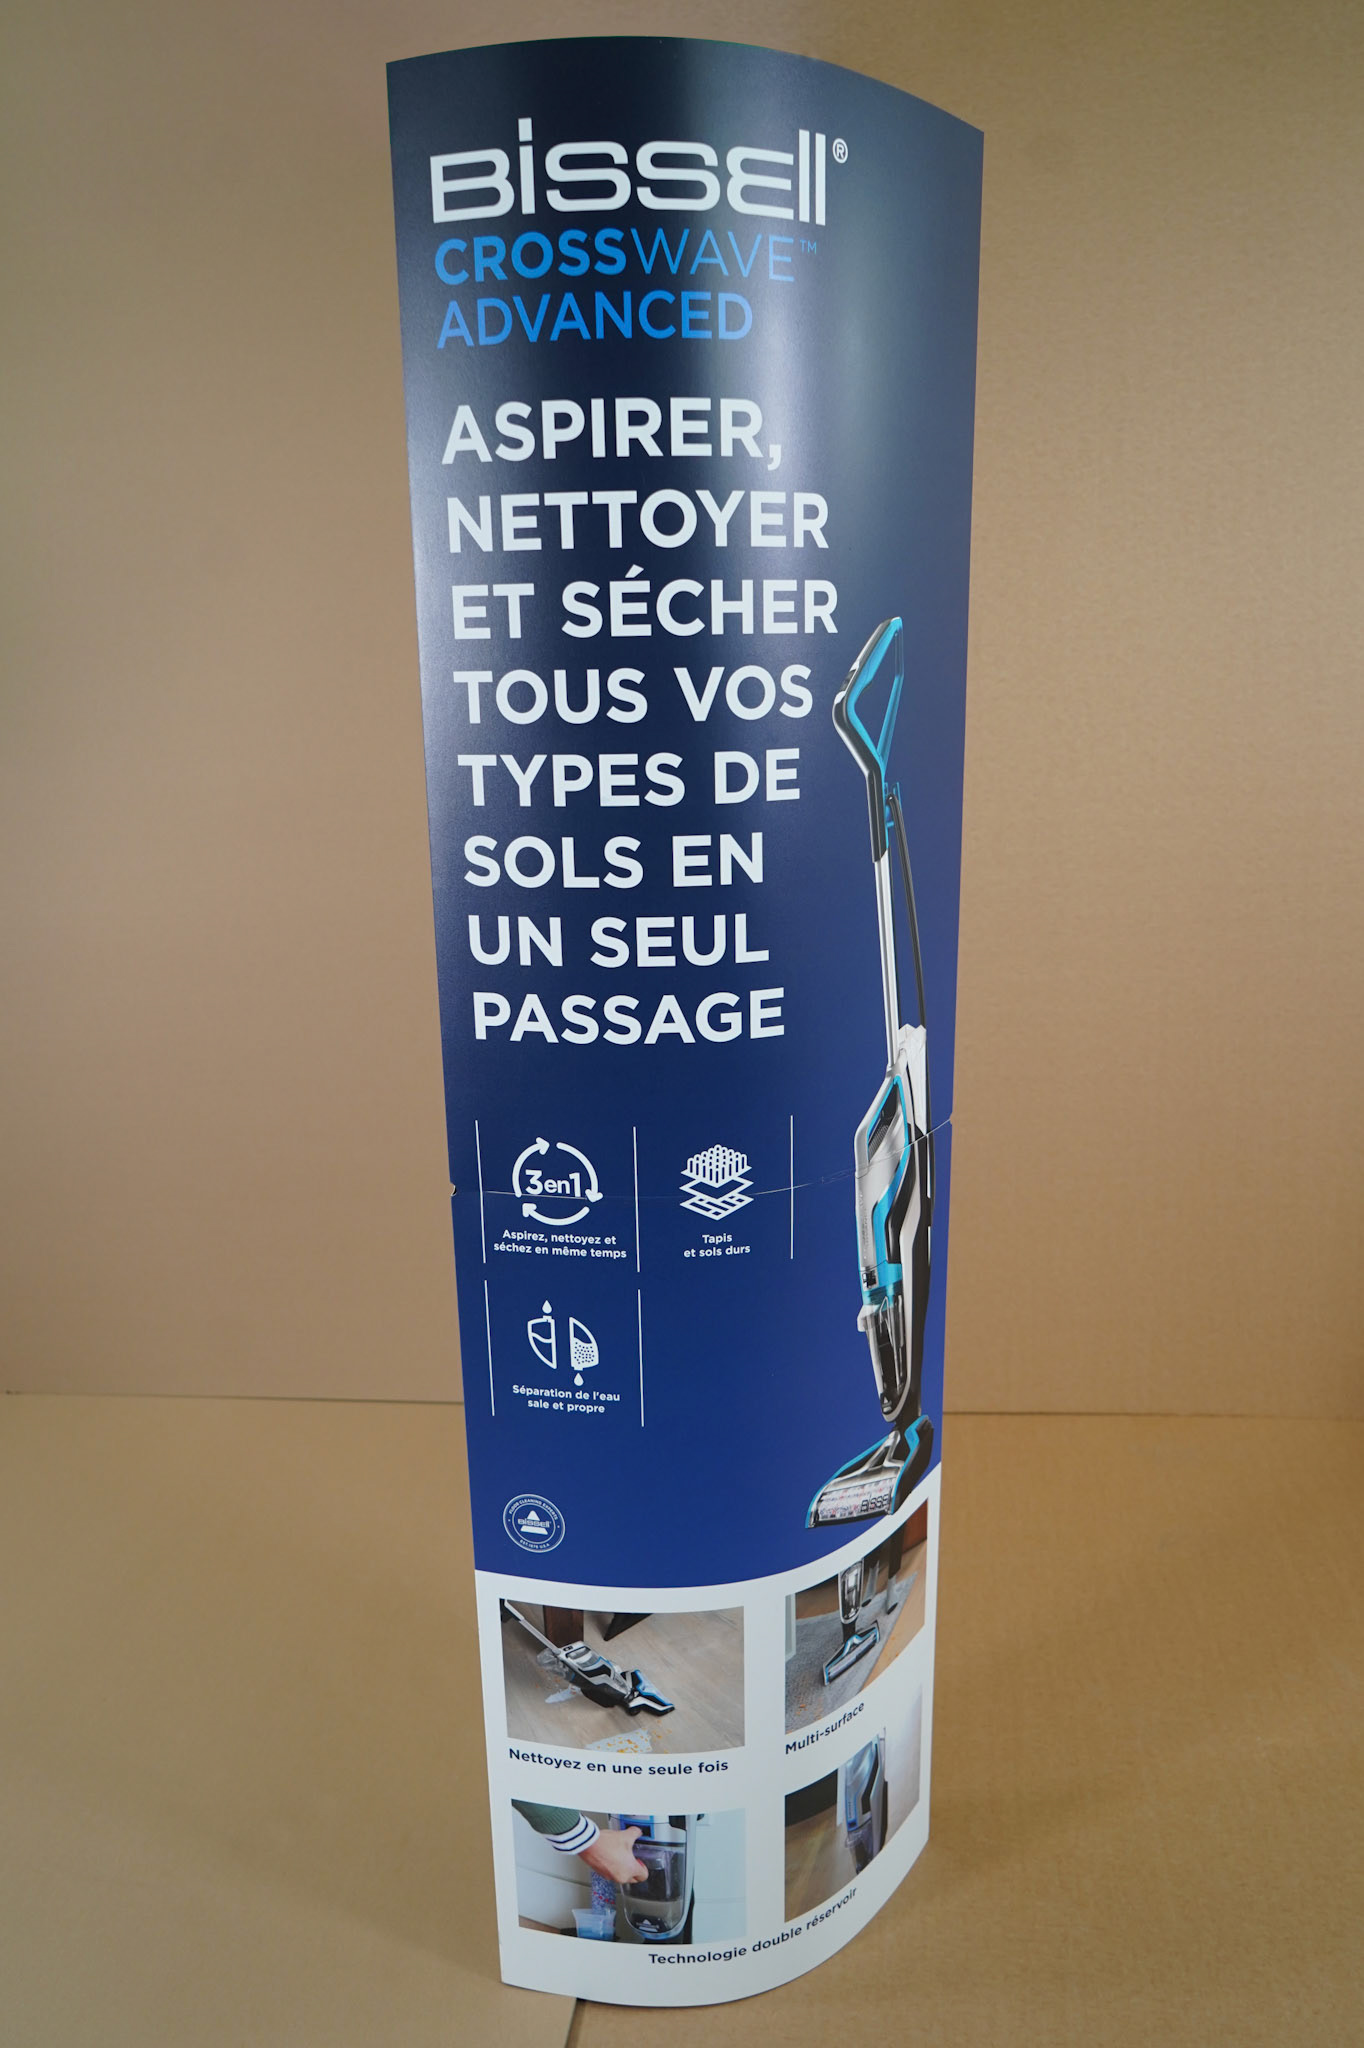 BISSELL®
CROSSWAVE™
ADVANCED
ASPIRER,
NETTOYER
ET SÉCHER
TOUS VOS
TYPES DE
SOLS EN
UN SEUL
PASSAGE
3en1
Aspirez, nettoyez et
séchez en même temps
Tapis
et sols durs
Séparation de l'eau
sale et propre
BISSELL
BISSELL
Nettoyez en une seule fois
Multi-surface
Technologie double réservoir